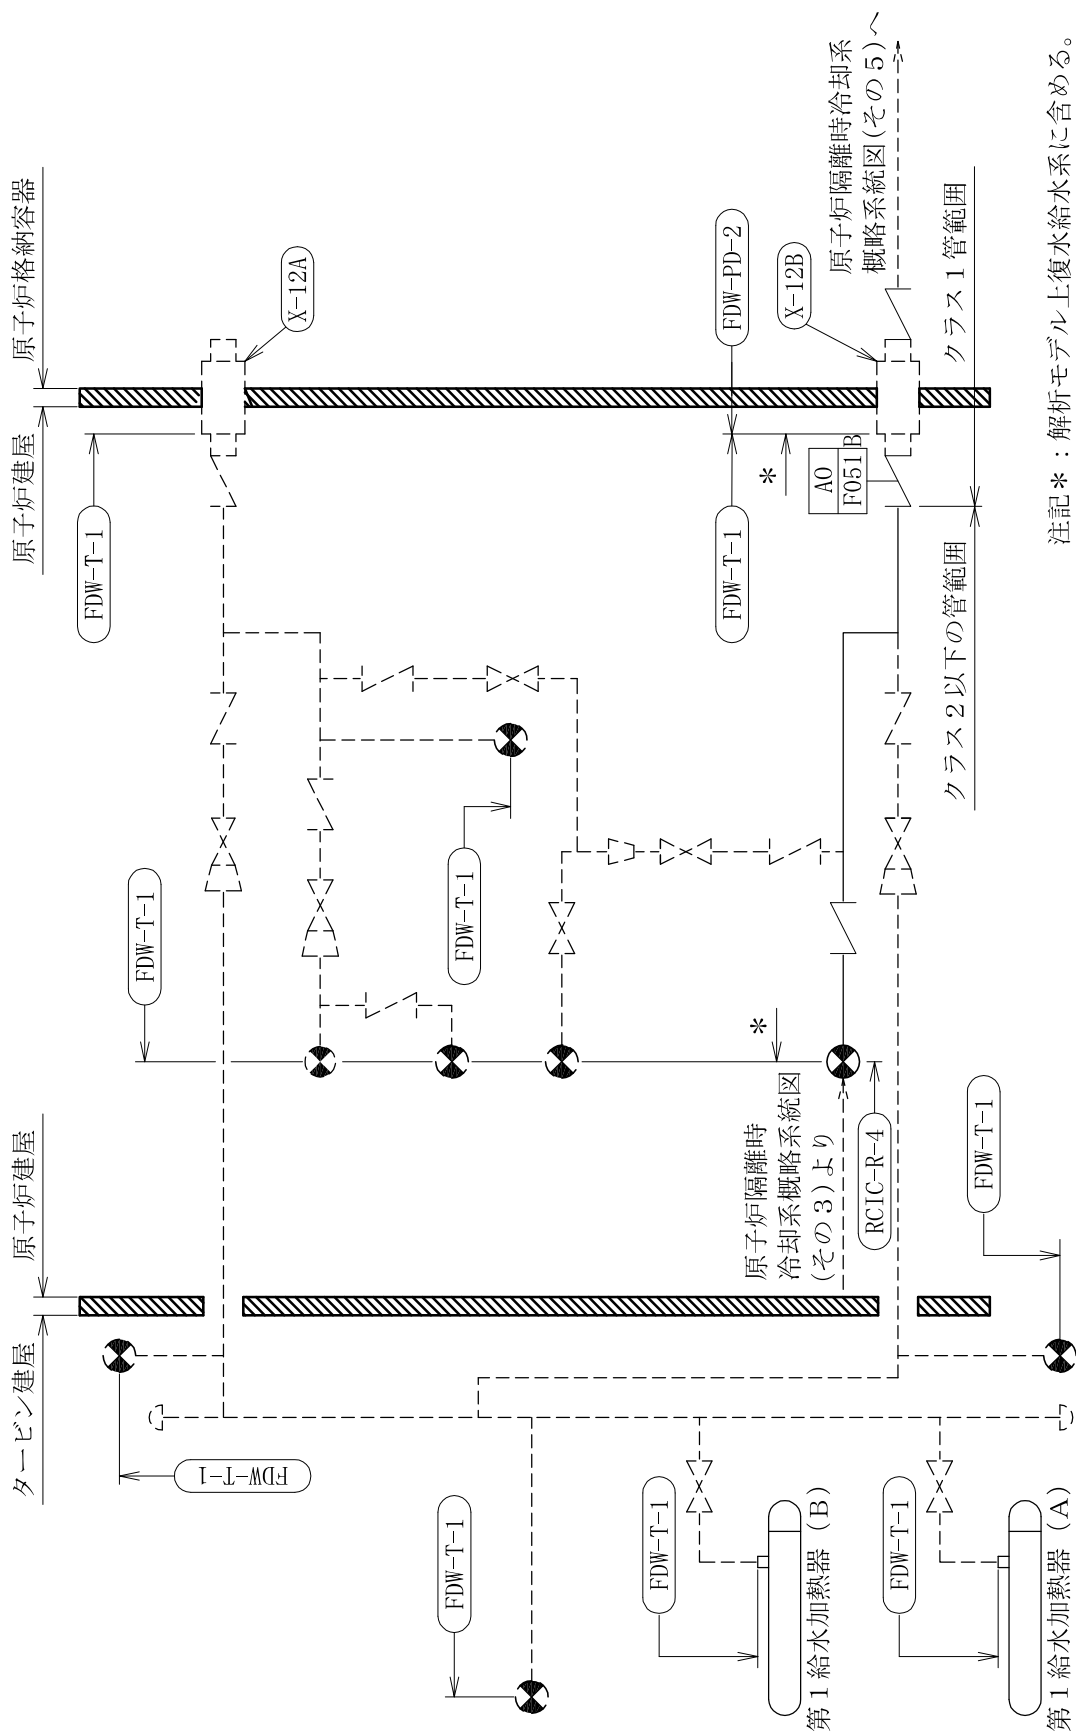 タービン建屋
原子炉建屋
原子炉建屋
原子炉格納容器
FDW-T-1
FDW-T-1
FDW-T-1
X-12A
FDW-T-1
FDW-T-1
FDW-T-1
FDW-PD-2
*
*
原子炉隔離時
冷却系概略系統図
(その3)より
RCIC-R-4
AO
F051B
X-12B
原子炉隔離時冷却系
概略系統図(その5)へ
FDW-T-1
第1給水加熱器 (B)
FDW-T-1
第1給水加熱器 (A)
FDW-T-1
クラス2以下の管範囲
クラス1管範囲
注記*：解析モデル上復水給水系に含める。